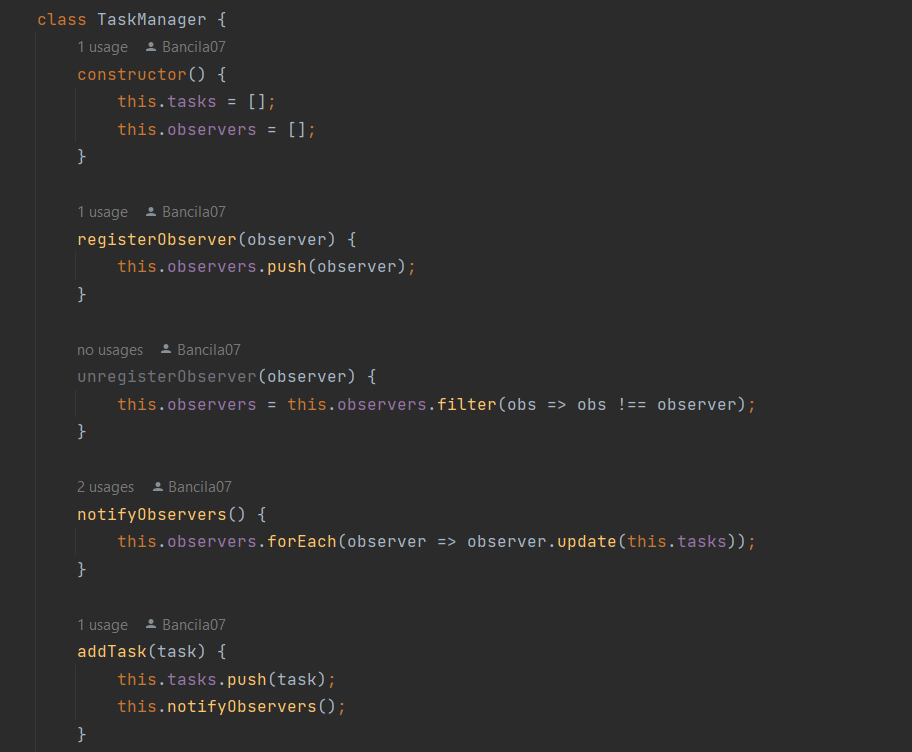 class TaskManager {
1 usage Bancila07
constructor() {
this.tasks = [];
this.observers = [];
}
1 usage Bancila07
registerObserver(observer) {
this.observers.push(observer);
}
no usages Bancila07
unregisterObserver(observer) {
this.observers = this.observers.filter(obs => obs !== observer);
}
2 usages Bancila07
notifyObservers() {
this.observers.forEach(observer => observer.update(this.tasks));
}
1 usage Bancila07
addTask(task) {
this.tasks.push(task);
this.notifyObservers();
}